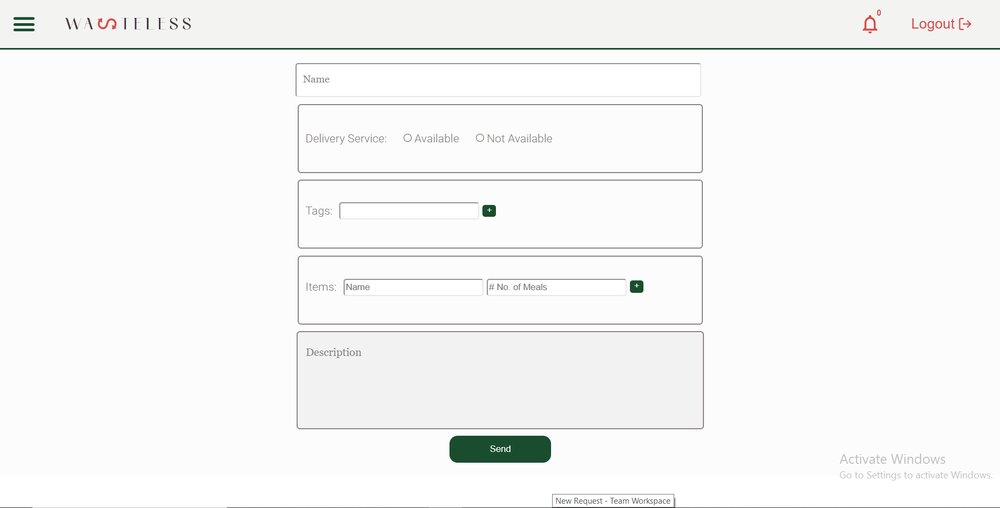 WASTELESS
0
Logout
Name
Delivery Service: Available Not Available
Tags: +
Items: Name # No. of Meals +
Description
Send
Activate Windows
Go to Settings to activate Windows.
New Request - Team Workspace